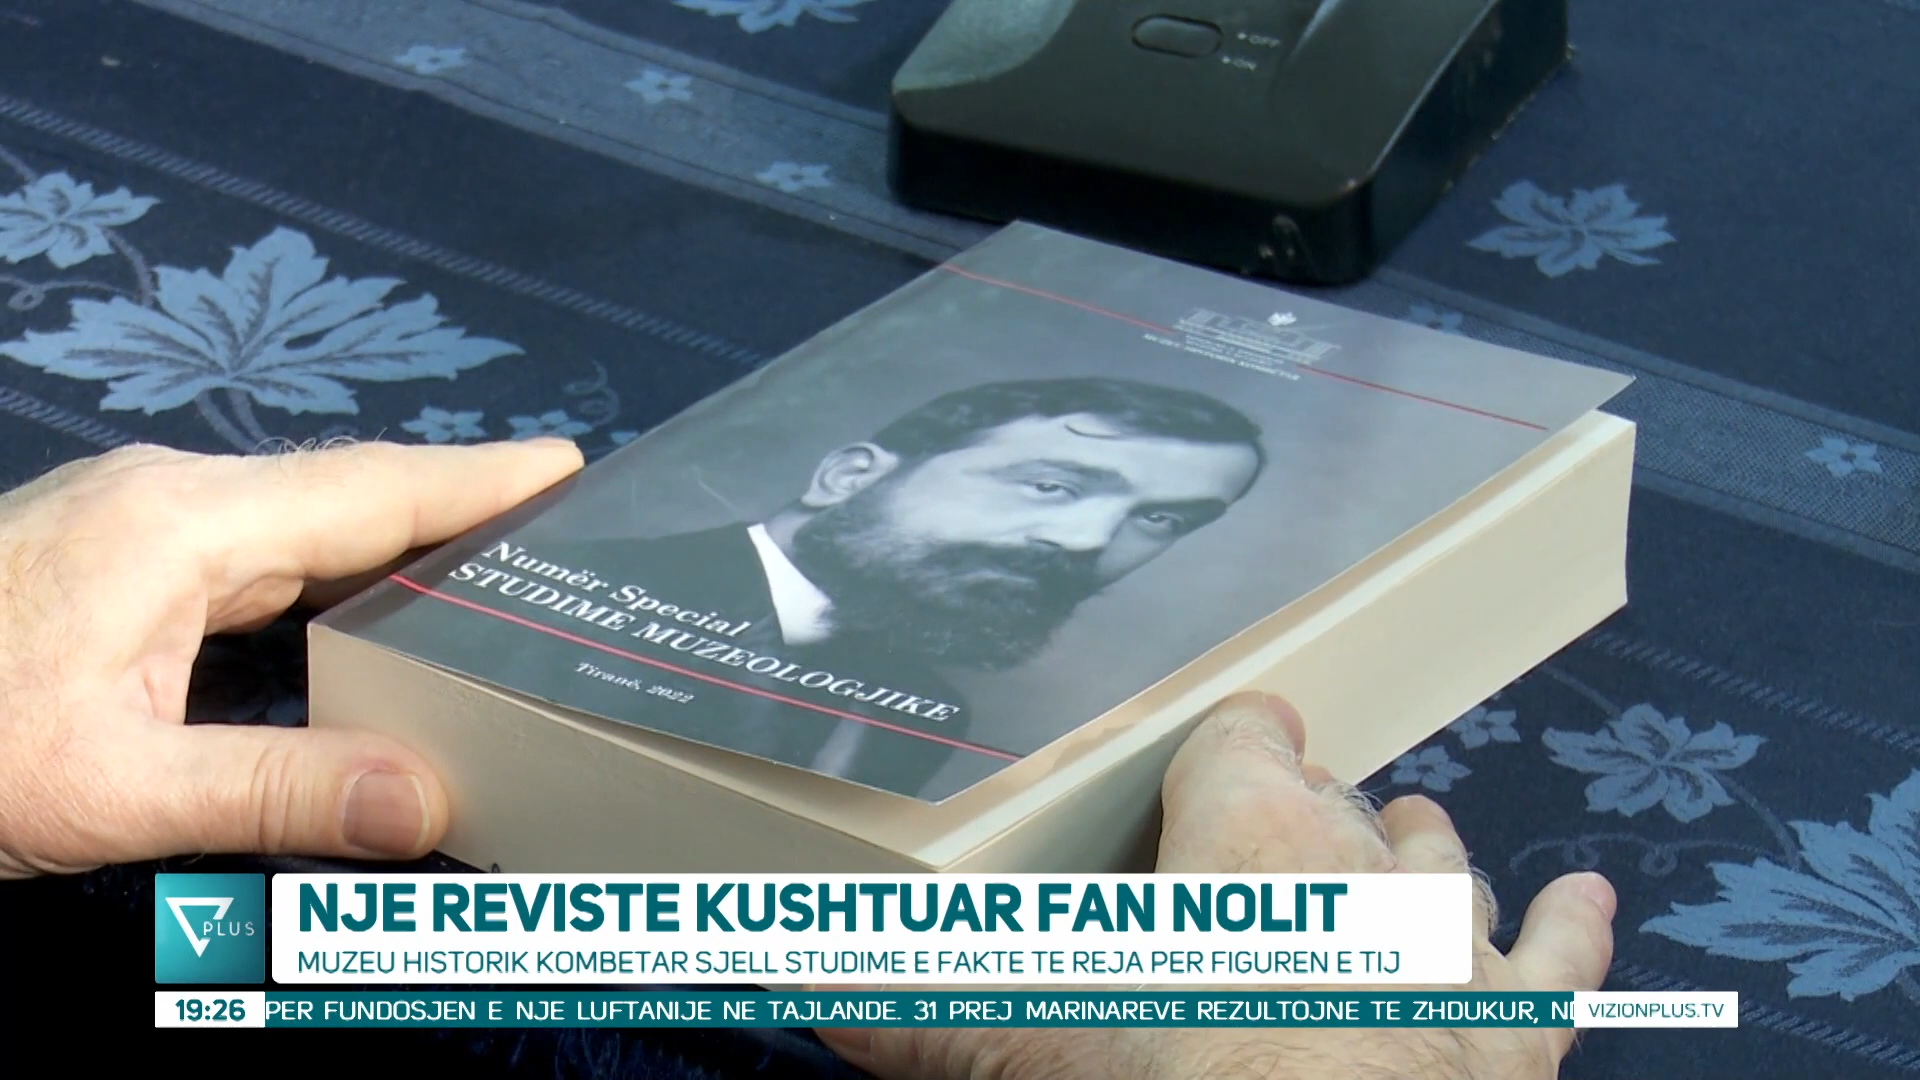 OFF
ON
Numër Special
STUDIME MUZEOLOGJIKE
Tiranë, 2022
PLUS
NJE REVISTE KUSHTUAR FAN NOLIT
MUZEU HISTORIK KOMBETAR SJELL STUDIME E FAKTE TE REJA PER FIGUREN E TIJ
19:26 PER FUNDOSJEN E NJE LUFTANIJE NE TAJLANDE. 31 PREJ MARINAREVE REZULTOJNE TE ZHDUKUR, VIZIONPLUS.TV